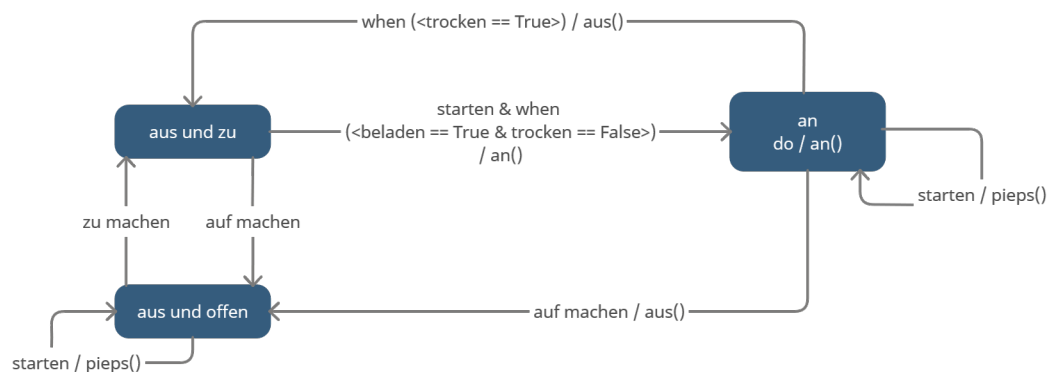 when (<trocken == True>) / aus()
aus und zu
starten & when
(<beladen == True & trocken == False>)
/ an()
an
do / an()
starten / pieps()
zu machen
auf machen
aus und offen
auf machen / aus()
starten / pieps()